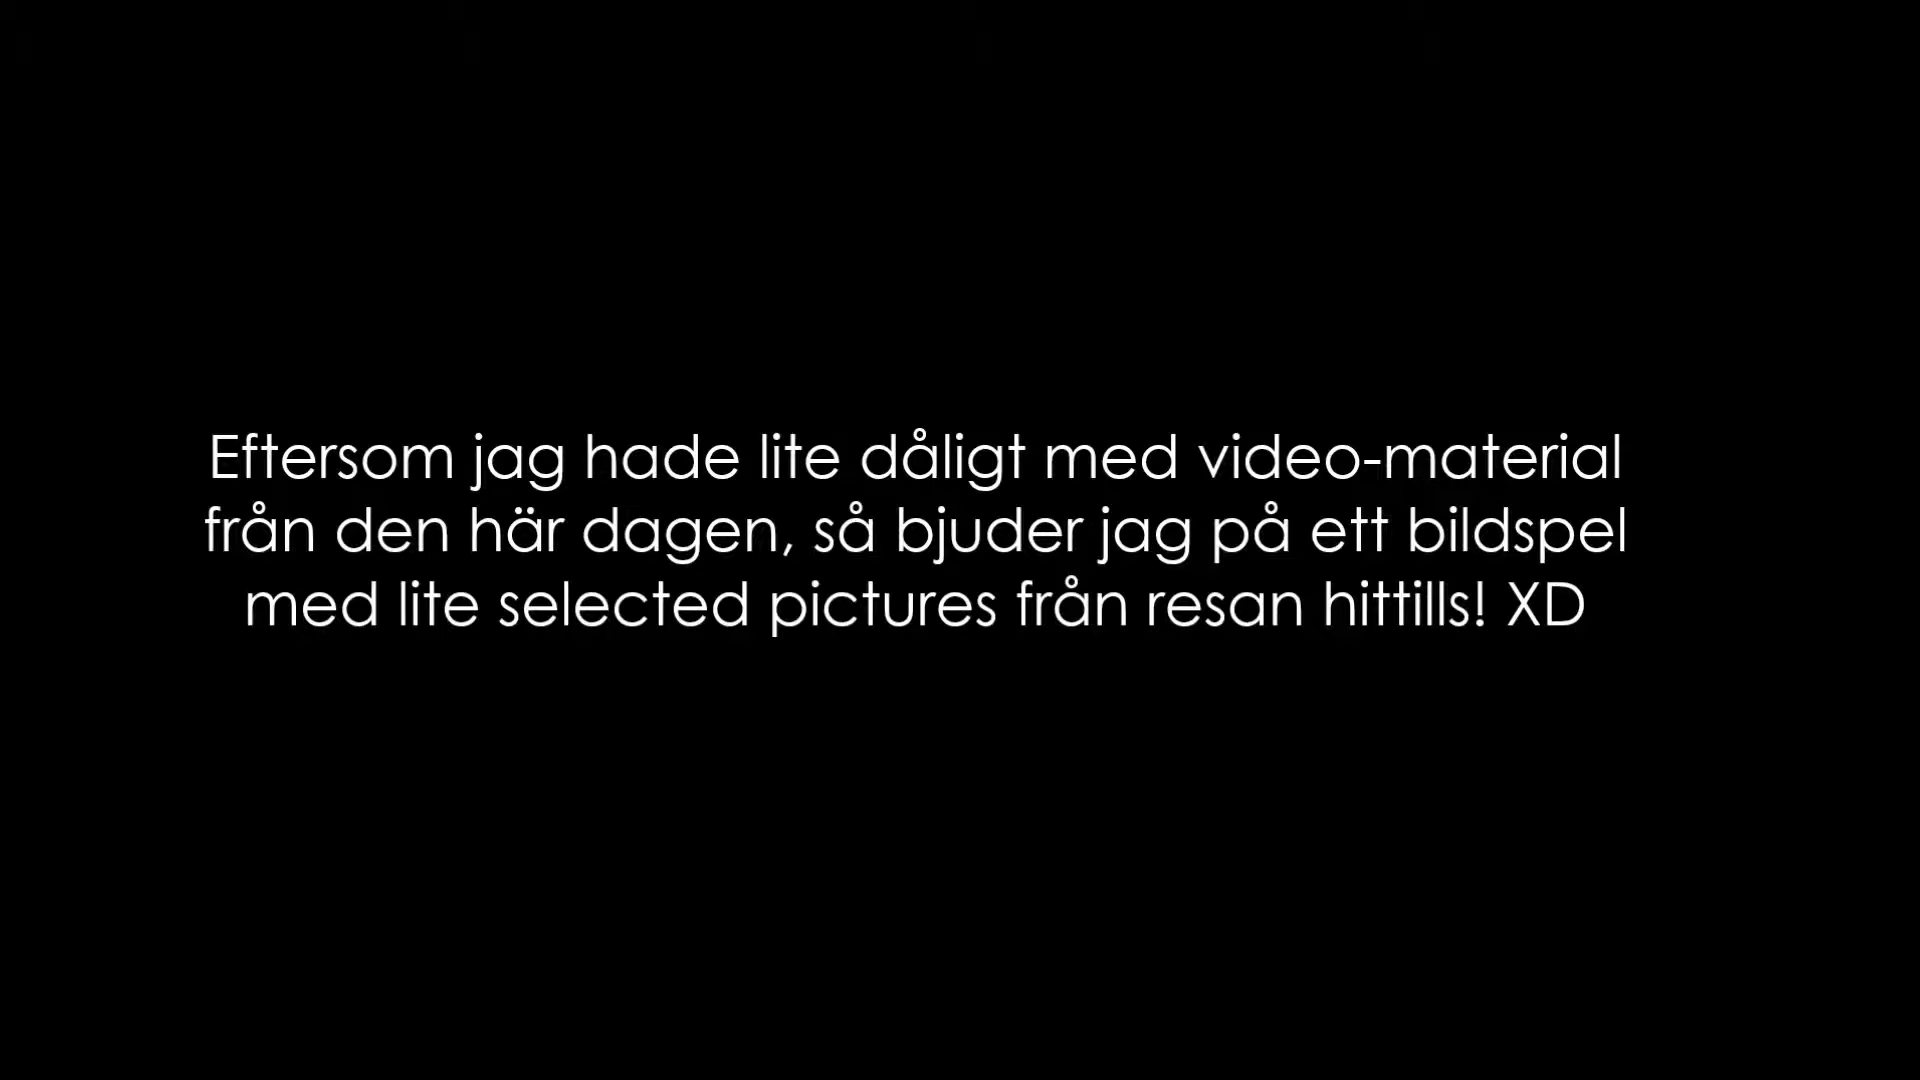 Eftersom jag hade lite dåligt med video-material
från den här dagen, så bjuder jag på ett bildspel
med lite selected pictures från resan hittills! XD